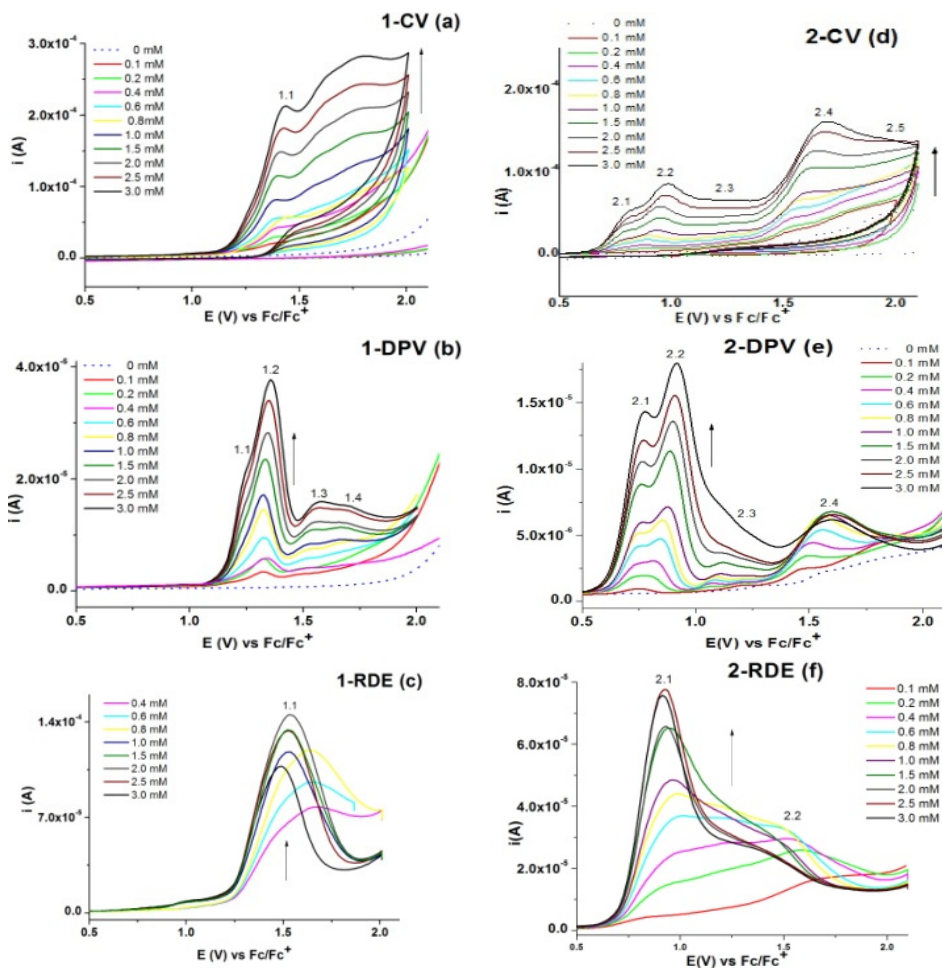 1-CV (a)
3.0x10⁻⁴
2.0x10⁻⁴
1.0x10⁻⁴
0.0
i (A)
0 mM
0.1 mM
0.2 mM
0.4 mM
0.6 mM
0.8mM
1.0 mM
1.5 mM
2.0 mM
2.5 mM
3.0 mM
1.1
0.5 1.0 1.5 2.0
E (V) vs Fc/Fc⁺
2-CV (d)
2.0x10⁻⁴
1.0x10⁻⁴
0.0
i (A)
0 mM
0.1 mM
0.2 mM
0.4 mM
0.6 mM
0.8 mM
1.0 mM
1.5 mM
2.0 mM
2.5 mM
3.0 mM
2.1
2.2
2.3
2.4
2.5
0.5 1.0 1.5 2.0
E (V) vs Fc/Fc⁺
1-DPV (b)
4.0x10⁻⁵
2.0x10⁻⁵
0.0
i (A)
0 mM
0.1 mM
0.2 mM
0.4 mM
0.6 mM
0.8 mM
1.0 mM
1.5 mM
2.0 mM
2.5 mM
3.0 mM
1.1
1.2
1.3
1.4
0.5 1.0 1.5 2.0
E (V) vs Fc/Fc⁺
2-DPV (e)
1.5x10⁻⁵
1.0x10⁻⁵
5.0x10⁻⁶
0.0
i (A)
0 mM
0.1 mM
0.2 mM
0.4 mM
0.6 mM
0.8 mM
1.0 mM
1.5 mM
2.0 mM
2.5 mM
3.0 mM
2.1
2.2
2.3
2.4
0.5 1.0 1.5 2.0
E(V) vs Fc/Fc⁺
1-RDE (c)
1.4x10⁻⁴
7.0x10⁻⁵
0.0
i (A)
0.4 mM
0.6 mM
0.8 mM
1.0 mM
1.5 mM
2.0 mM
2.5 mM
3.0 mM
1.1
0.5 1.0 1.5 2.0
E (V) vs Fc/Fc⁺
2-RDE (f)
8.0x10⁻⁵
6.0x10⁻⁵
4.0x10⁻⁵
2.0x10⁻⁵
0.0
i(A)
0.1 mM
0.2 mM
0.4 mM
0.6 mM
0.8 mM
1.0 mM
1.5 mM
2.0 mM
2.5 mM
3.0 mM
2.1
2.2
0.5 1.0 1.5 2.0
E(V) vs Fc/Fc⁺